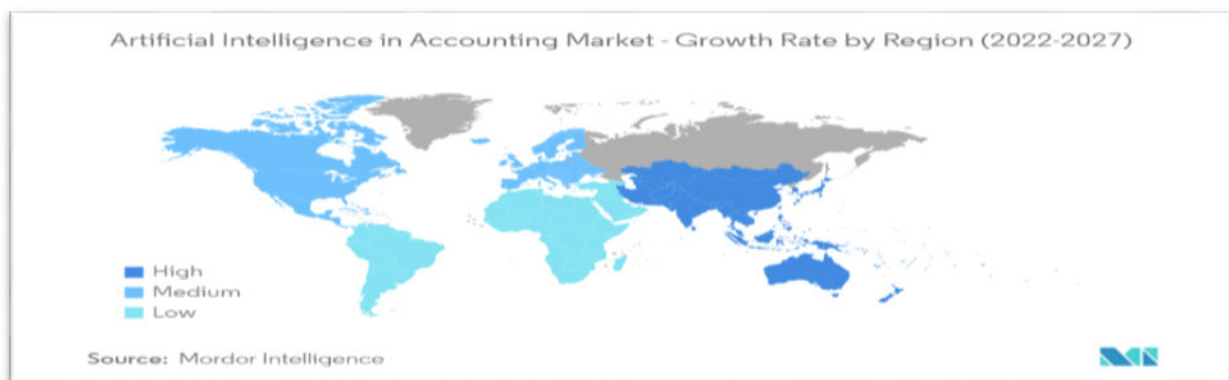 Artificial Intelligence in Accounting Market - Growth Rate by Region (2022-2027)
High
Medium
Low
Source: Mordor Intelligence